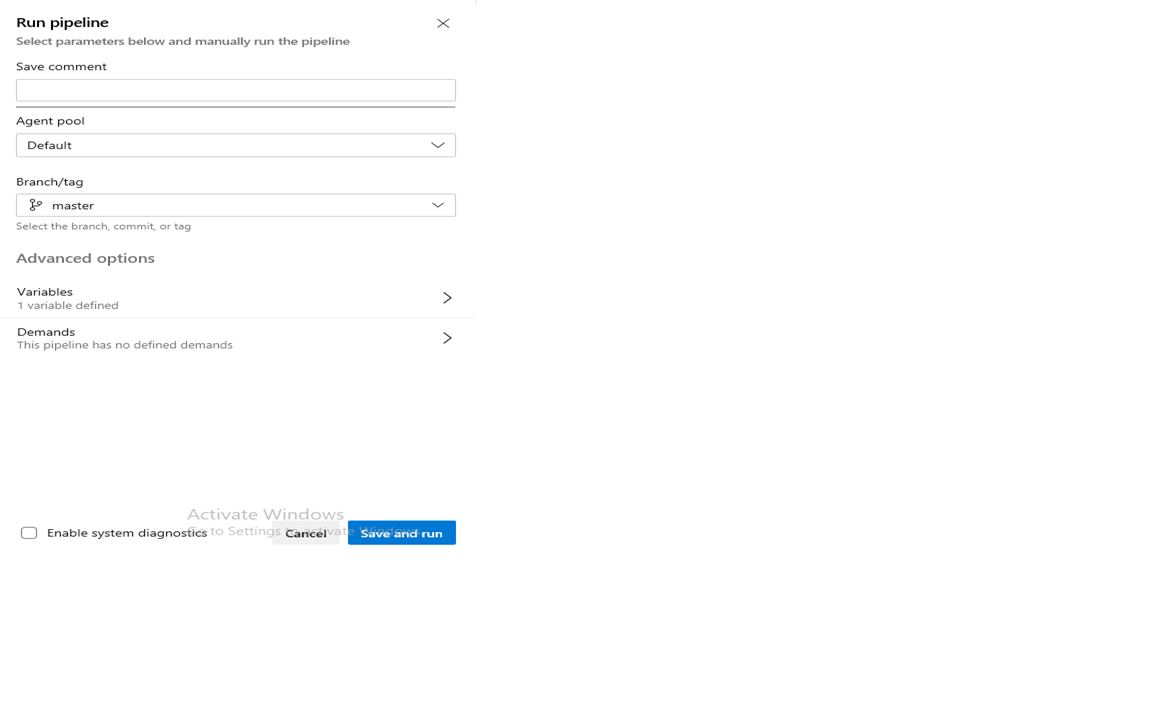 Run pipeline
Select parameters below and manually run the pipeline
Save comment
Agent pool
Default
Branch/tag
master
Select the branch, commit, or tag
Advanced options
Variables
1 variable defined
Demands
This pipeline has no defined demands
Activate Windows
Go to Settings to activate Windows.
Enable system diagnostics
Cancel
Save and run